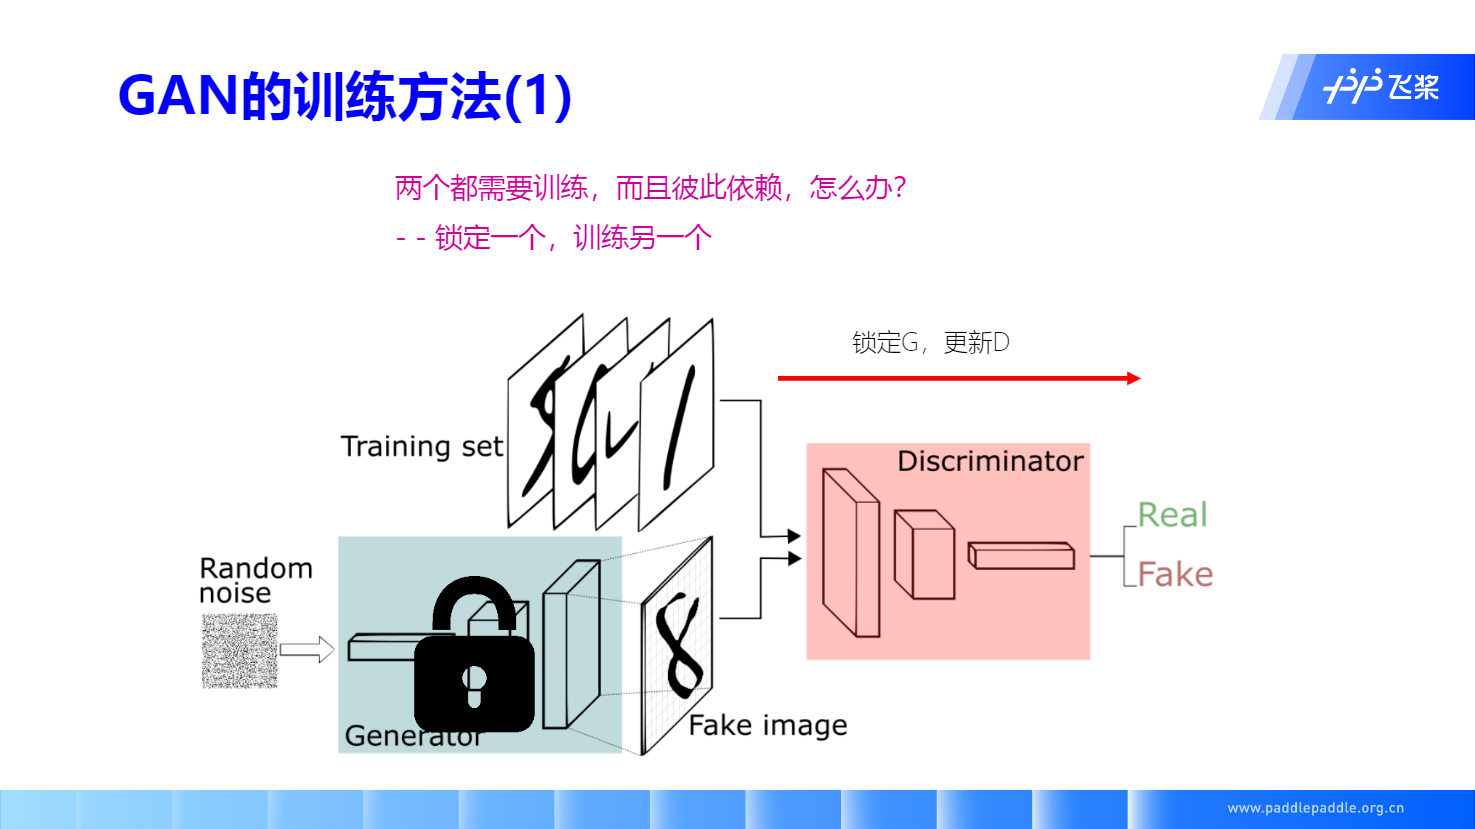 GAN的训练方法(1)
飞桨
两个都需要训练，而且彼此依赖，怎么办？
- - 锁定一个，训练另一个
锁定G，更新D
Training set
Discriminator
Real
Fake
Random
noise
Generator
Fake image
www.paddlepaddle.org.cn